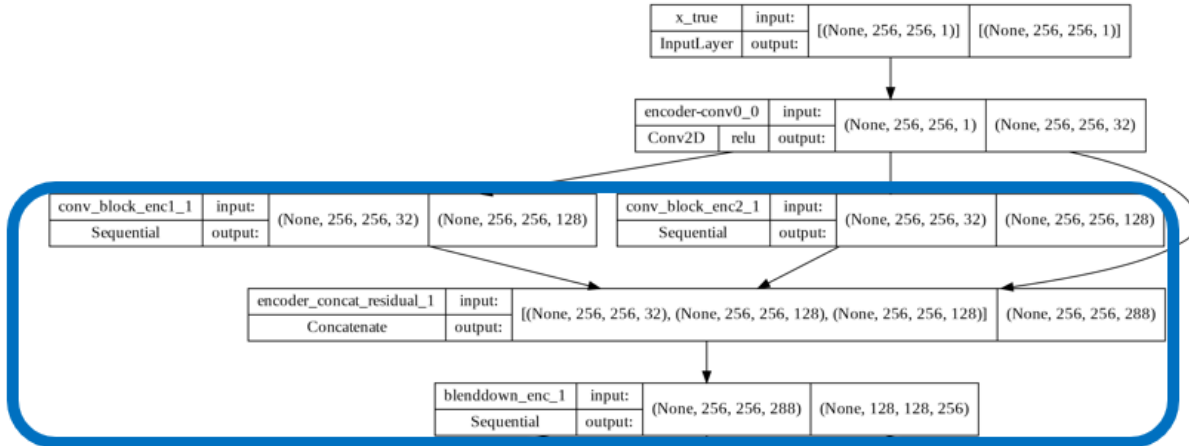 x_true input: [(None, 256, 256, 1)] [(None, 256, 256, 1)]
InputLayer output:
encoder-conv0_0 input: (None, 256, 256, 1) (None, 256, 256, 32)
Conv2D relu output:
conv_block_enc1_1 input: (None, 256, 256, 32) (None, 256, 256, 128)
Sequential output:
conv_block_enc2_1 input: (None, 256, 256, 32) (None, 256, 256, 128)
Sequential output:
encoder_concat_residual_1 input: [(None, 256, 256, 32), (None, 256, 256, 128), (None, 256, 256, 128)] (None, 256, 256, 288)
Concatenate output:
blenddown_enc_1 input: (None, 256, 256, 288) (None, 128, 128, 256)
Sequential output: